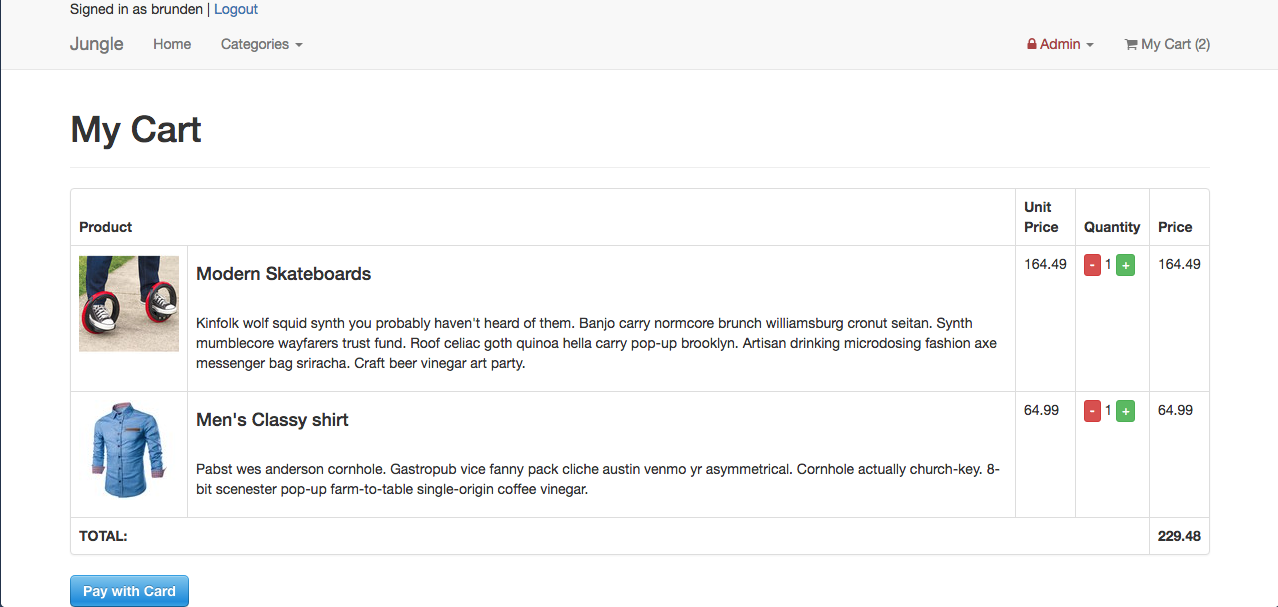 Signed in as brunden | Logout
Jungle Home Categories Admin My Cart (2)
My Cart
Product Unit Price Quantity Price
Modern Skateboards 164.49 - 1 + 164.49
Kinfolk wolf squid synth you probably haven't heard of them. Banjo carry normcore brunch williamsburg cronut seitan. Synth
mumblecore wayfarers trust fund. Roof celiac goth quinoa hella carry pop-up brooklyn. Artisan drinking microdosing fashion axe
messenger bag sriracha. Craft beer vinegar art party.
Men's Classy shirt 64.99 - 1 + 64.99
Pabst wes anderson cornhole. Gastropub vice fanny pack cliche austin venmo yr asymmetrical. Cornhole actually church-key. 8-
bit scenester pop-up farm-to-table single-origin coffee vinegar.
TOTAL: 229.48
Pay with Card